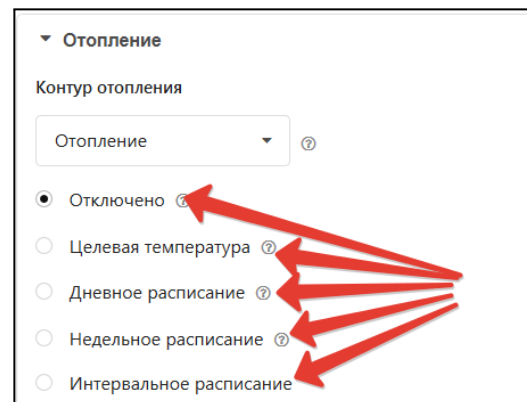 Отопление
Контур отопления
Отопление
Отключено
Целевая температура
Дневное расписание
Недельное расписание
Интервальное расписание